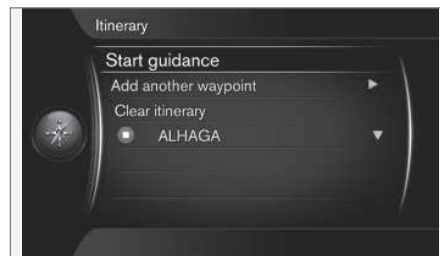 Itinerary
Start guidance
Add another waypoint
Clear itinerary
ALHAGA